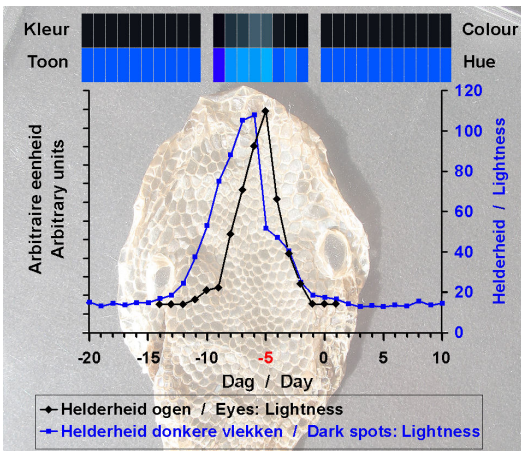 Kleur Colour
Toon Hue
Arbitraire eenheid
Arbitrary units
120
100
80
60
40
20
0
Helderheid / Lightness
-20 -15 -10 -5 0 5 10
Dag / Day
Helderheid ogen / Eyes: Lightness
Helderheid donkere vlekken / Dark spots: Lightness